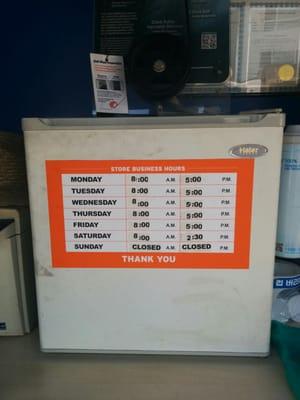 Haier
STORE BUSINESS HOURS
MONDAY 8:00 A.M. 5:00 P.M.
TUESDAY 8:00 A.M. 5:00 P.M.
WEDNESDAY 8:00 A.M. 5:00 P.M.
THURSDAY 8:00 A.M. 5:00 P.M.
FRIDAY 8:00 A.M. 5:00 P.M.
SATURDAY 8:00 A.M. 2:30 P.M.
SUNDAY CLOSED A.M. CLOSED P.M.
THANK YOU